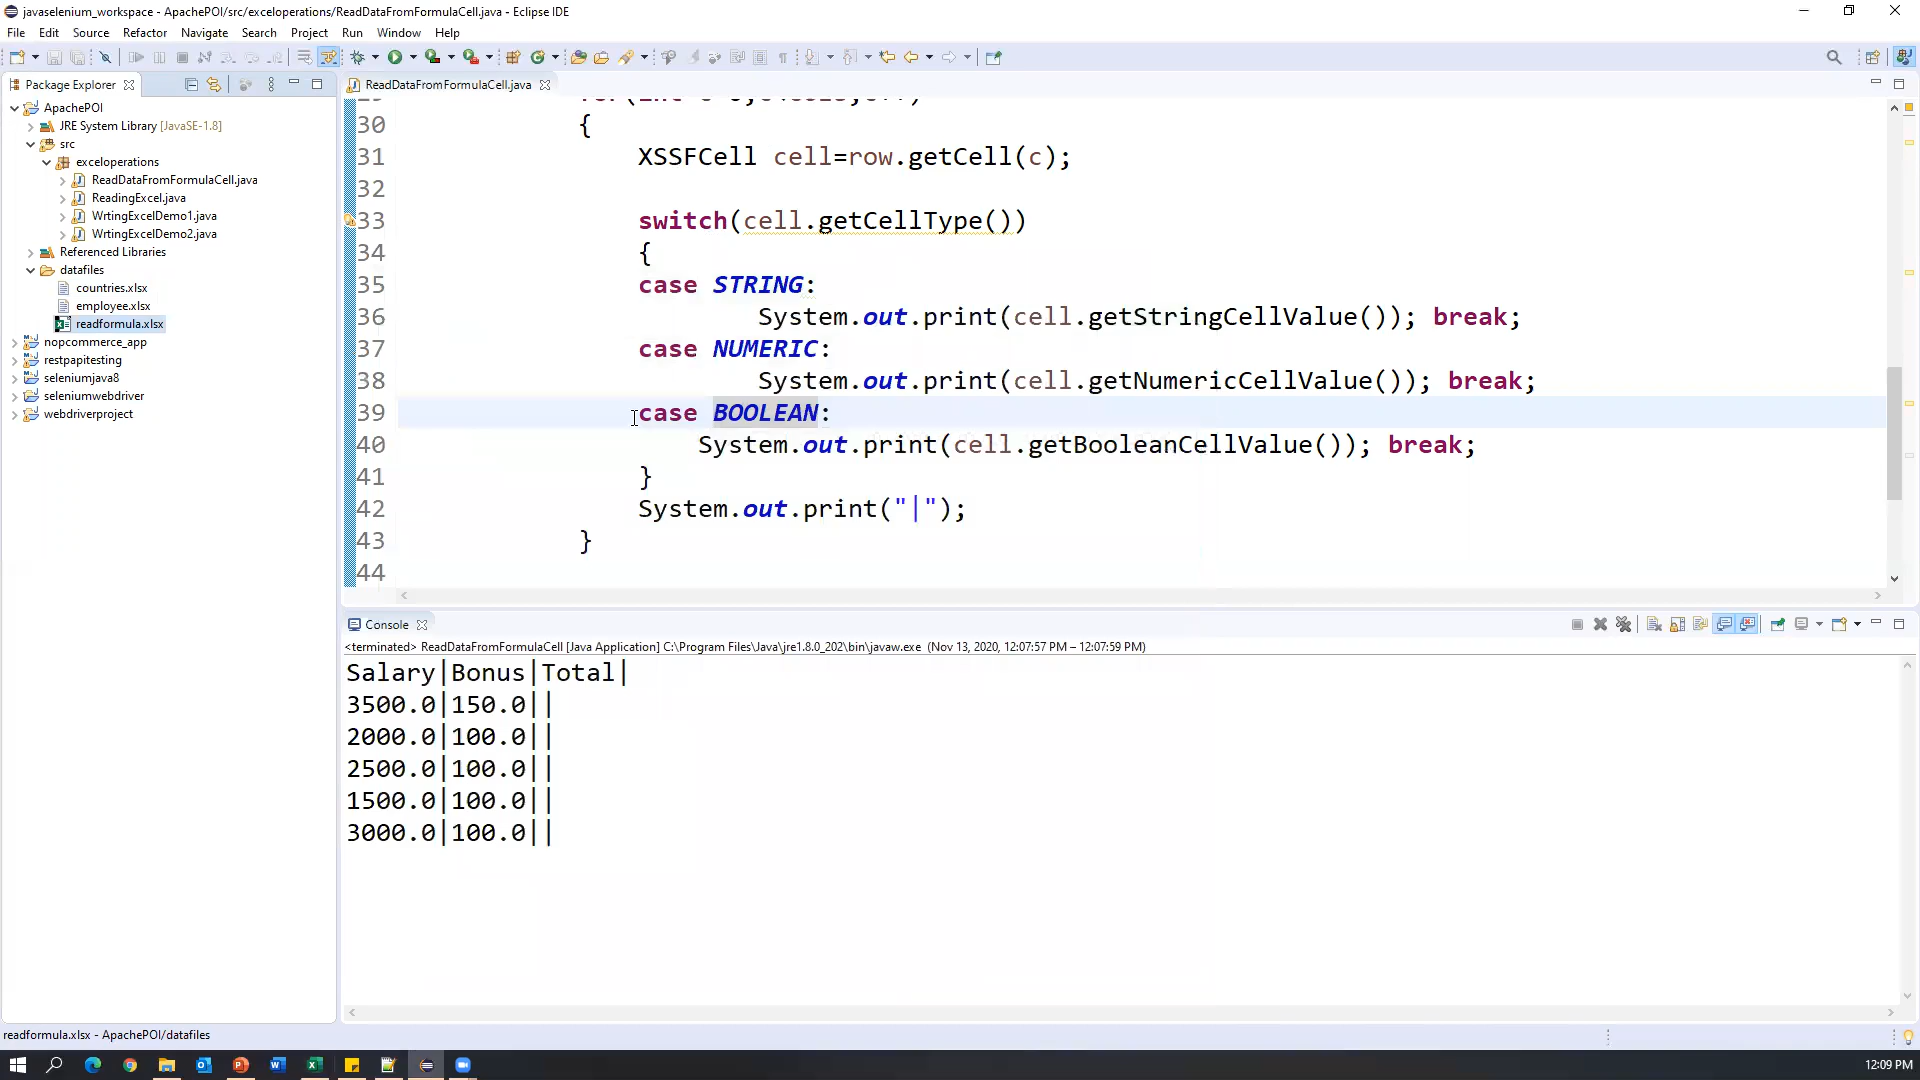 javaselenium_workspace - ApachePOI/src/exceloperations/ReadDataFromFormulaCell.java - Eclipse IDE
File Edit Source Refactor Navigate Search Project Run Window Help
Package Explorer
ReadDataFromFormulaCell.java
ApachePOI
JRE System Library [JavaSE-1.8]
src
exceloperations
ReadDataFromFormulaCell.java
ReadingExcel.java
WrtingExcelDemo1.java
WrtingExcelDemo2.java
Referenced Libraries
datafiles
countries.xlsx
employee.xlsx
readformula.xlsx
nopcommerce_app
restpapitesting
seleniumjava8
seleniumwebdriver
webdriverproject
30 {
31 XSSFCell cell=row.getCell(c);
32
33 switch(cell.getCellType())
34 {
35 case STRING:
36 System.out.print(cell.getStringCellValue()); break;
37 case NUMERIC:
38 System.out.print(cell.getNumericCellValue()); break;
39 case BOOLEAN:
40 System.out.print(cell.getBooleanCellValue()); break;
41 }
42 System.out.print("|");
43 }
44
Console
<terminated> ReadDataFromFormulaCell [Java Application] C:\Program Files\Java\jre1.8.0_202\bin\javaw.exe (Nov 13, 2020, 12:07:57 PM – 12:07:59 PM)
Salary|Bonus|Total|
3500.0|150.0||
2000.0|100.0||
2500.0|100.0||
1500.0|100.0||
3000.0|100.0||
readformula.xlsx - ApachePOI/datafiles
12:09 PM